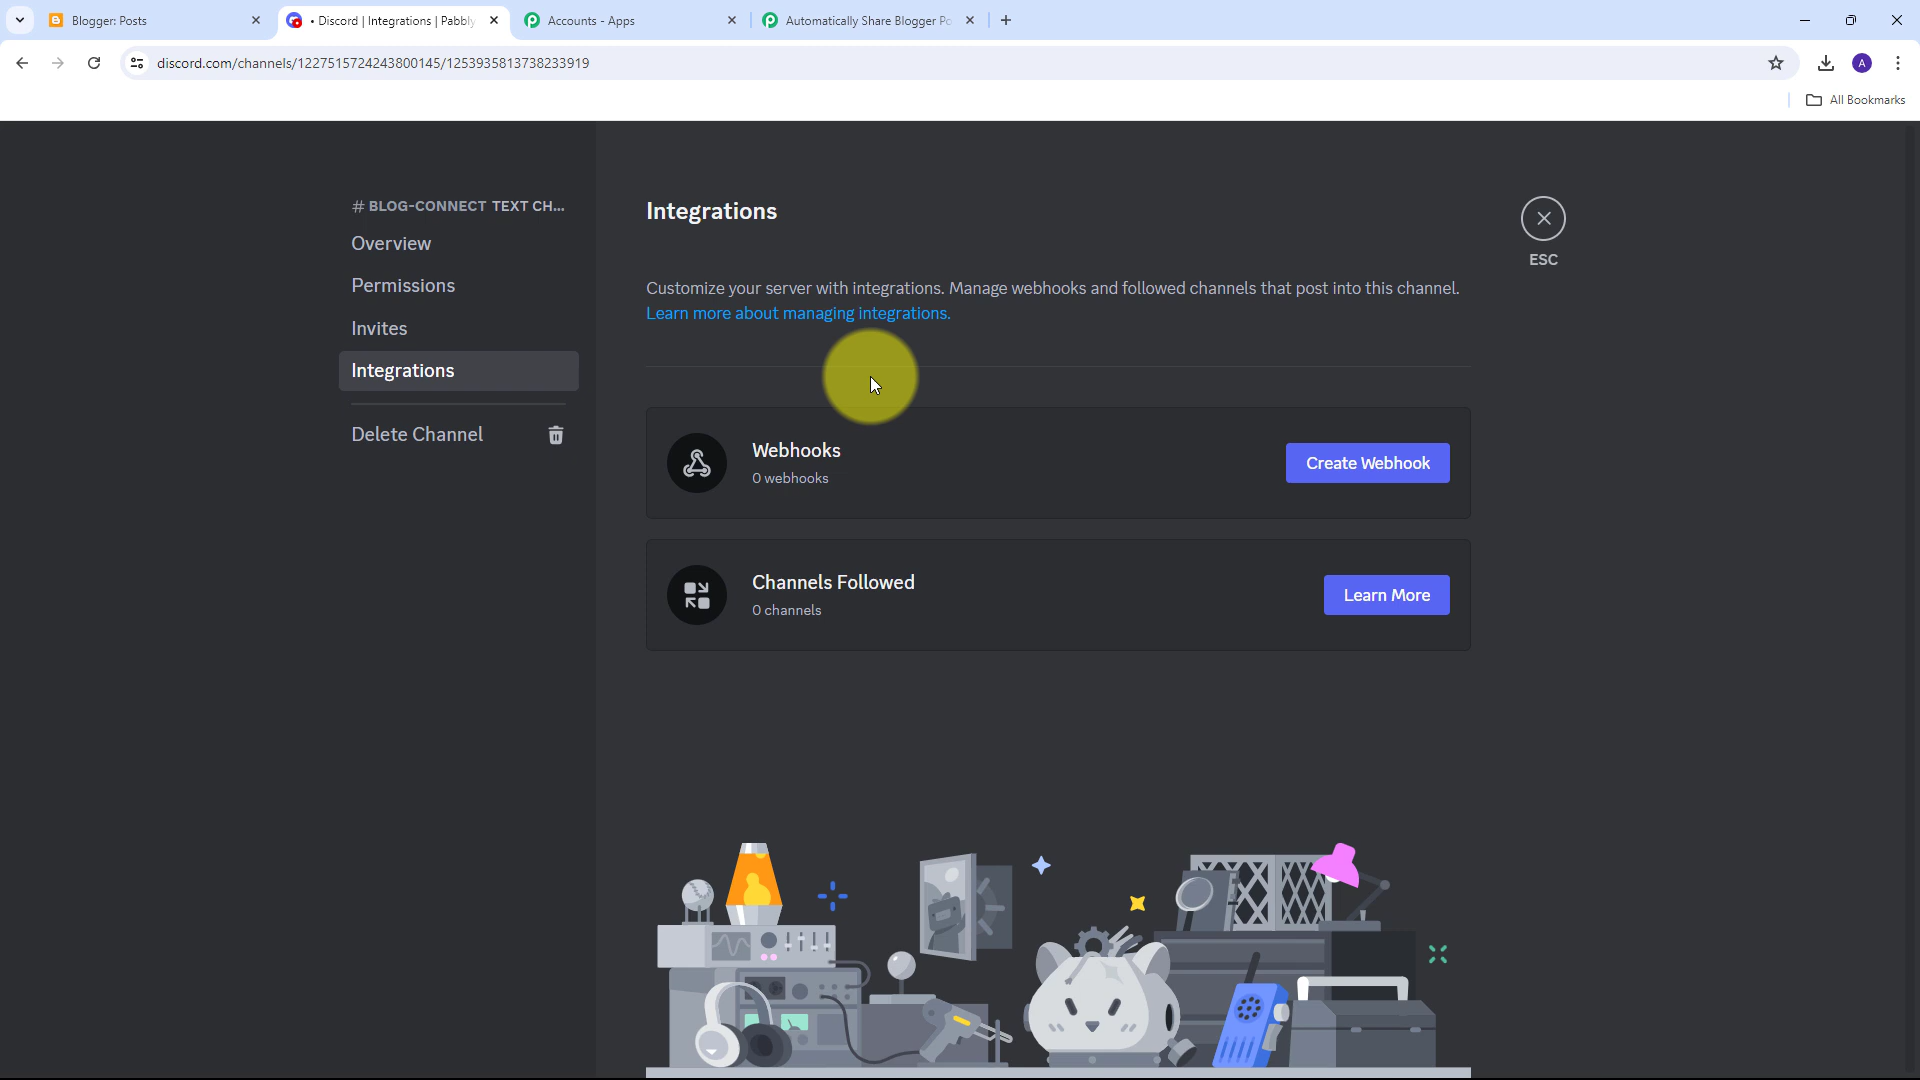 Blogger: Posts
• Discord | Integrations | Pabbly
Accounts - Apps
Automatically Share Blogger Po
discord.com/channels/1227515724243800145/1253935813738233919
A
All Bookmarks
# BLOG-CONNECT TEXT CH...
Overview
Permissions
Invites
Integrations
Delete Channel
Integrations
ESC
Customize your server with integrations. Manage webhooks and followed channels that post into this channel.
Learn more about managing integrations.
Webhooks
0 webhooks
Create Webhook
Channels Followed
0 channels
Learn More